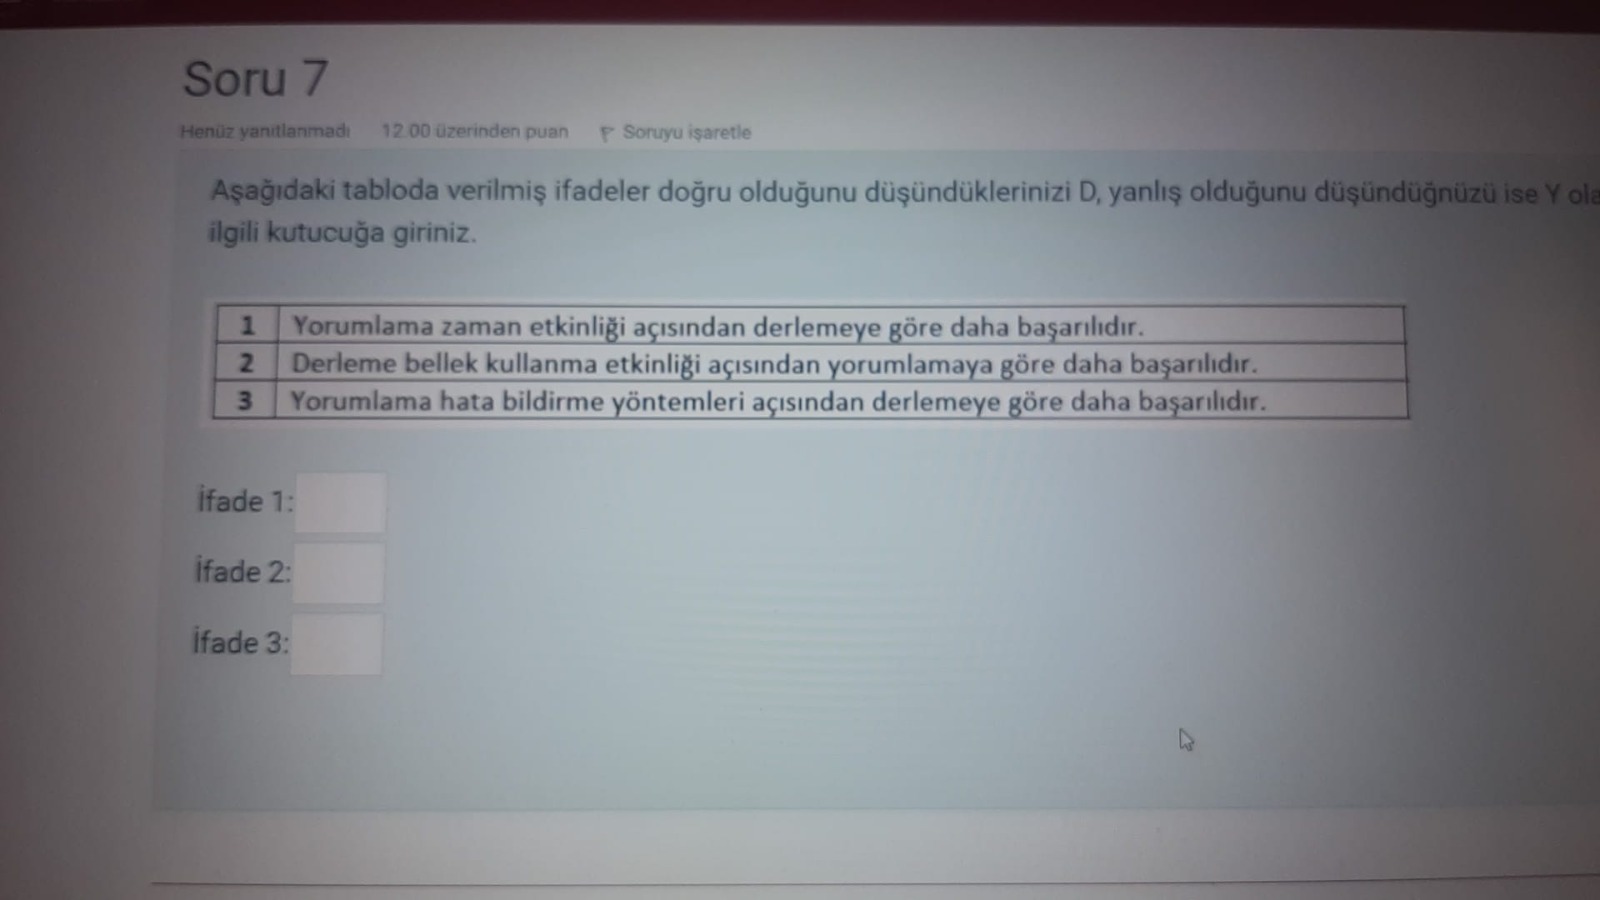 Soru 7
Henüz yanıtlanmadı 12.00 üzerinden puan Soruyu işaretle
Aşağıdaki tabloda verilmiş ifadeler doğru olduğunu düşündüklerinizi D, yanlış olduğunu düşündüğnüzü ise Y ola
ilgili kutucuğa giriniz.
1 Yorumlama zaman etkinliği açısından derlemeye göre daha başarılıdır.
2 Derleme bellek kullanma etkinliği açısından yorumlamaya göre daha başarılıdır.
3 Yorumlama hata bildirme yöntemleri açısından derlemeye göre daha başarılıdır.
İfade 1:
İfade 2:
İfade 3: